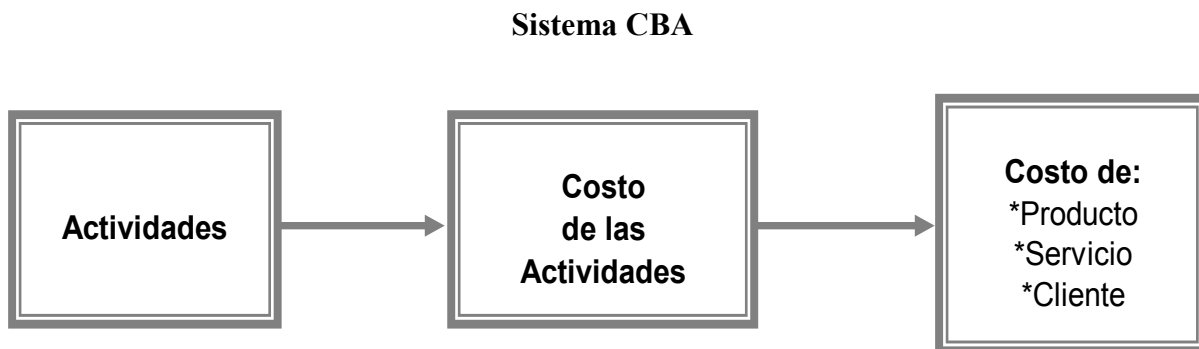 Sistema CBA
Actividades
Costo
de las
Actividades
Costo de:
*Producto
*Servicio
*Cliente